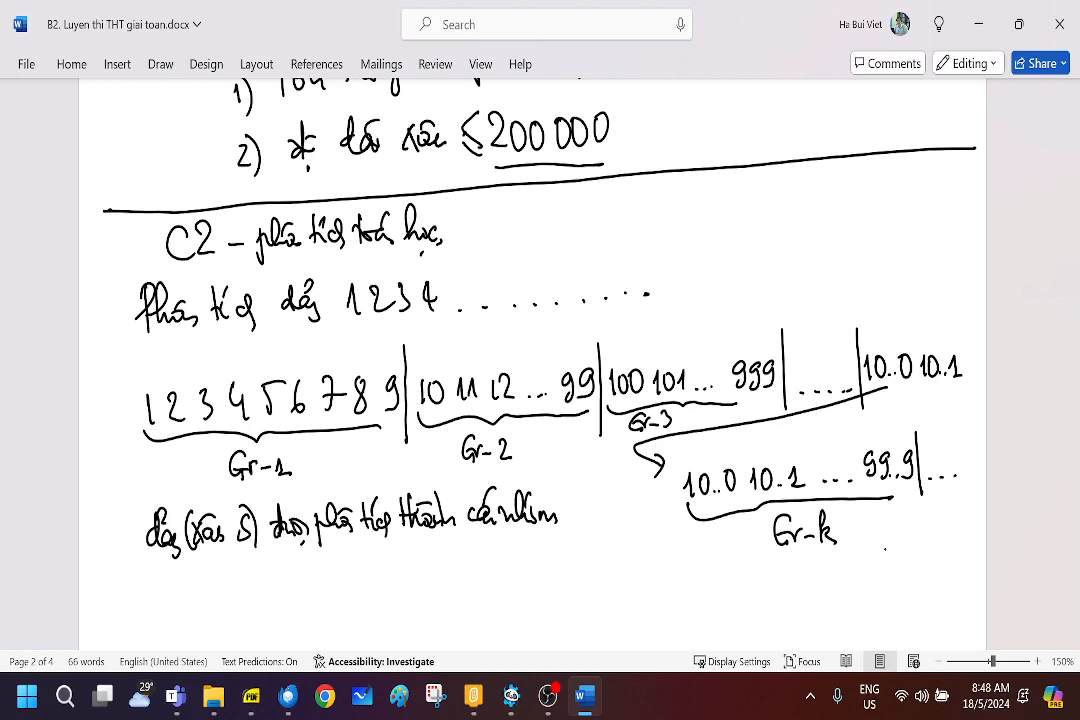 B2. Luyen thi THT giai toan.docx
Search
Ha Bui Viet
File Home Insert Draw Design Layout References Mailings Review View Help
Comments Editing Share
1)
2) độ dài xâu ≤ 200 000
C2 – phân tích toán học,
Phân tích dãy 1 2 3 4 . . . . . . . . .
1 2 3 4 5 6 7 8 9 | 10 11 12 ... 99 | 100 101 ... 999 | ..... | 10..0 10..1
Gr-1 Gr-2 Gr-3
10..0 10..1 ... 99..9 | ...
Gr-k
dãy (xâu S) được phân tích thành các nhóm
Page 2 of 4 66 words English (United States) Text Predictions: On Accessibility: Investigate Display Settings Focus 150%
29°
ENG
US
8:48 AM
18/5/2024
PRE